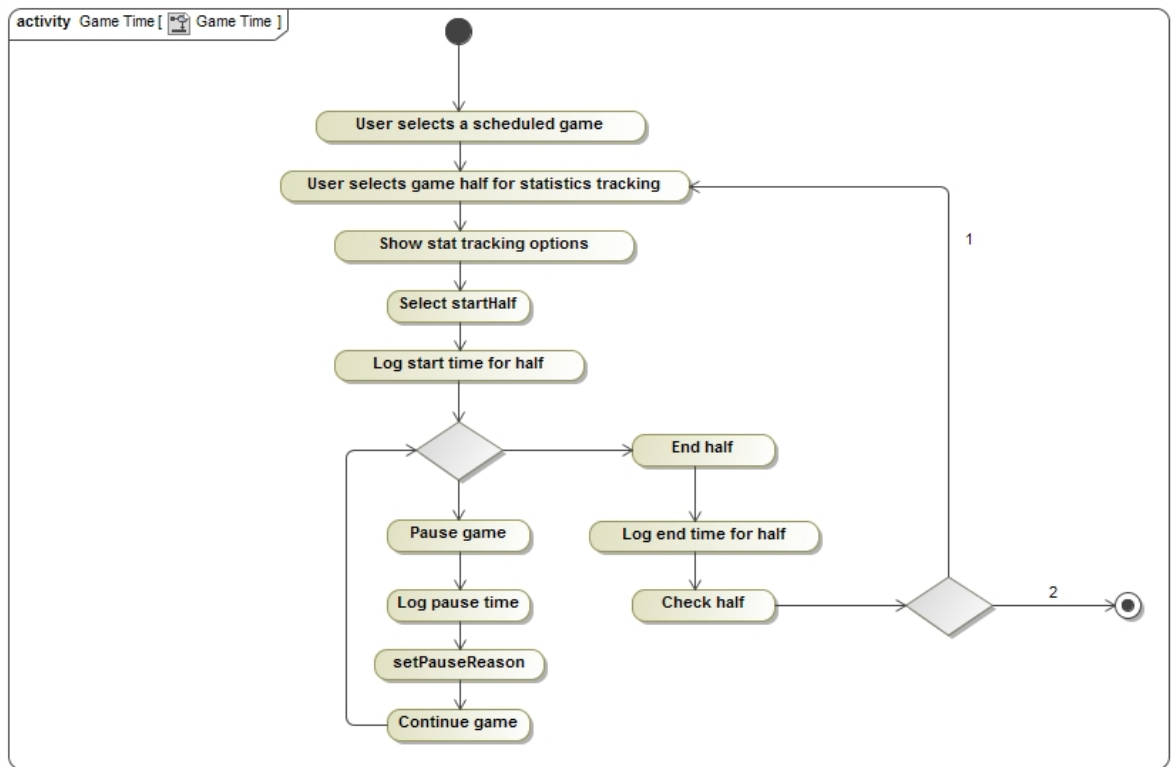 activity Game Time [ Game Time ]
User selects a scheduled game
User selects game half for statistics tracking
Show stat tracking options
1
Select startHalf
Log start time for half
End half
Pause game
Log end time for half
Log pause time
Check half
2
setPauseReason
Continue game